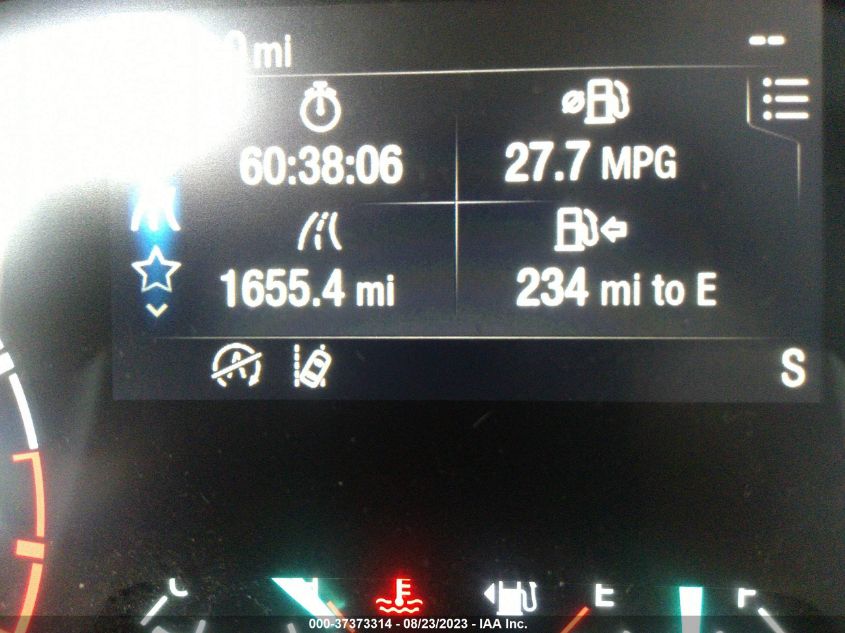 mi
--
60:38:06
27.7 MPG
1655.4 mi
234 mi to E
A
S
C
H
E
F
000-37373314 - 08/23/2023 - IAA Inc.